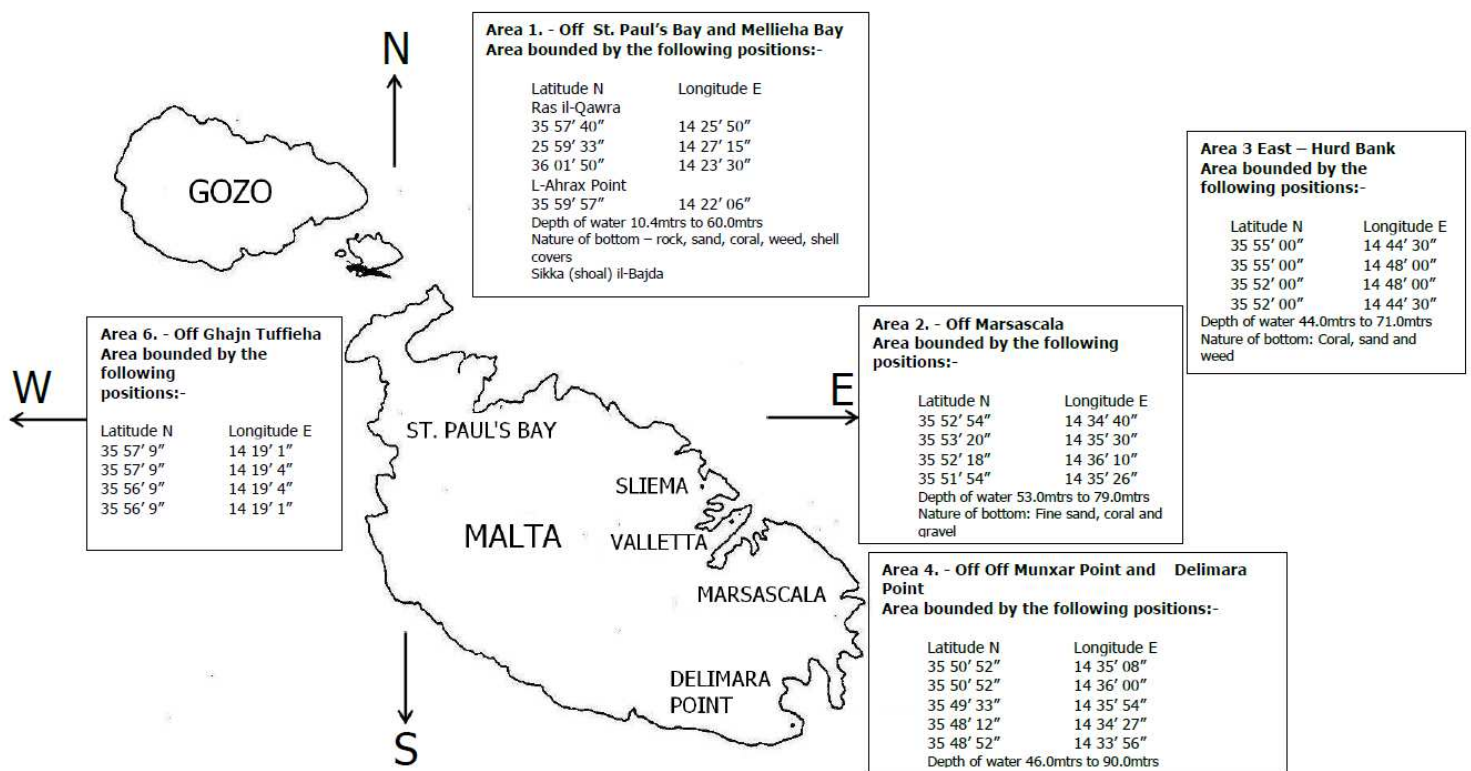 N
Area 1. - Off St. Paul's Bay and Mellieha Bay
Area bounded by the following positions:-
Latitude N Longitude E
Ras il-Qawra
35 57' 40" 14 25' 50"
25 59' 33" 14 27' 15"
36 01' 50" 14 23' 30"
L-Ahrax Point
35 59' 57" 14 22' 06"
Depth of water 10.4mtrs to 60.0mtrs
Nature of bottom – rock, sand, coral, weed, shell
covers
Sikka (shoal) il-Bajda
GOZO
Area 3 East – Hurd Bank
Area bounded by the
following positions:-
Latitude N Longitude E
35 55' 00" 14 44' 30"
35 55' 00" 14 48' 00"
35 52' 00" 14 48' 00"
35 52' 00" 14 44' 30"
Depth of water 44.0mtrs to 71.0mtrs
Nature of bottom: Coral, sand and
weed
W
Area 6. - Off Ghajn Tuffieha
Area bounded by the
following
positions:-
Latitude N Longitude E
35 57' 9" 14 19' 1"
35 57' 9" 14 19' 4"
35 56' 9" 14 19' 4"
35 56' 9" 14 19' 1"
E
Area 2. - Off Marsascala
Area bounded by the following
positions:-
Latitude N Longitude E
35 52' 54" 14 34' 40"
35 53' 20" 14 35' 30"
35 52' 18" 14 36' 10"
35 51' 54" 14 35' 26"
Depth of water 53.0mtrs to 79.0mtrs
Nature of bottom: Fine sand, coral and
gravel
ST. PAUL'S BAY
SLIEMA
MALTA
VALLETTA
MARSASCALA
DELIMARA
POINT
S
Area 4. - Off Off Munxar Point and Delimara
Point
Area bounded by the following positions:-
Latitude N Longitude E
35 50' 52" 14 35' 08"
35 50' 52" 14 36' 00"
35 49' 33" 14 35' 54"
35 48' 12" 14 34' 27"
35 48' 52" 14 33' 56"
Depth of water 46.0mtrs to 90.0mtrs